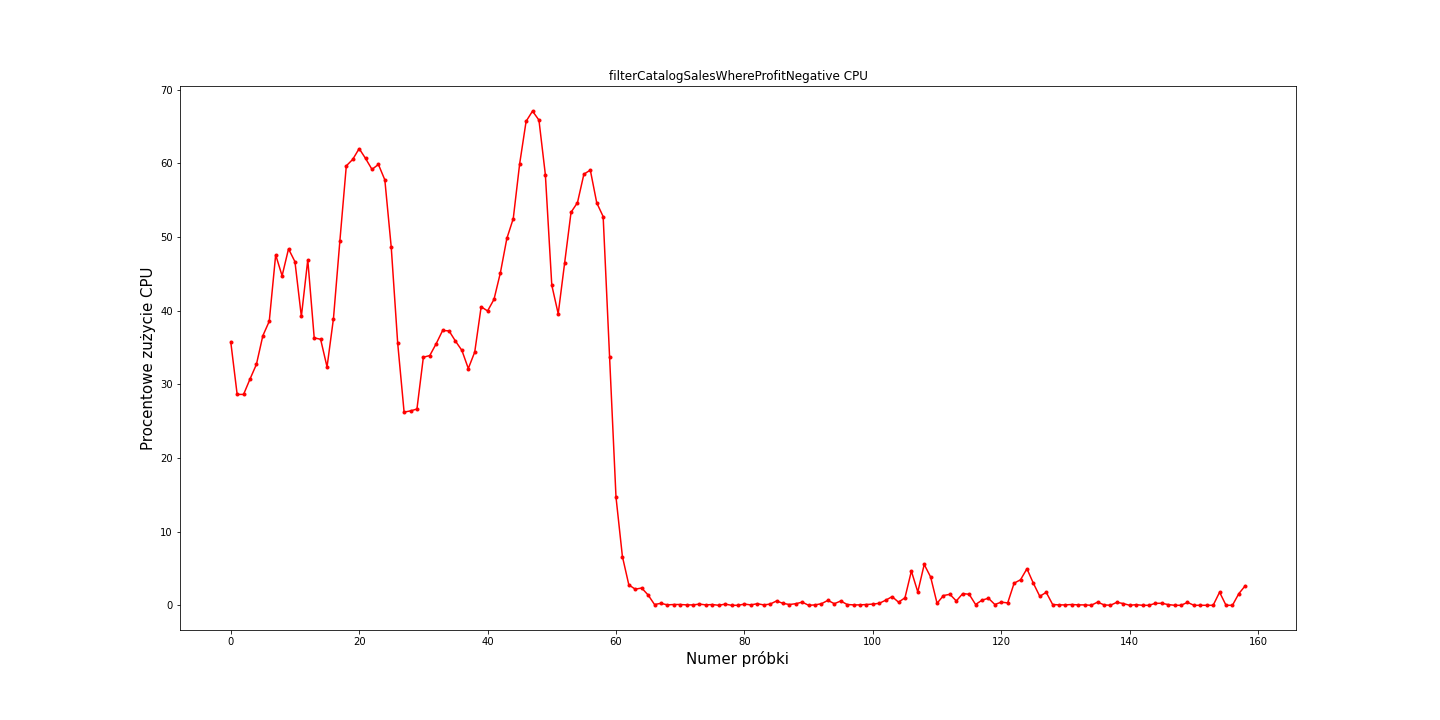 filterCatalogSalesWhereProfitNegative CPU
Procentowe zużycie CPU
70
60
50
40
30
20
10
0
0 20 40 60 80 100 120 140 160
Numer próbki